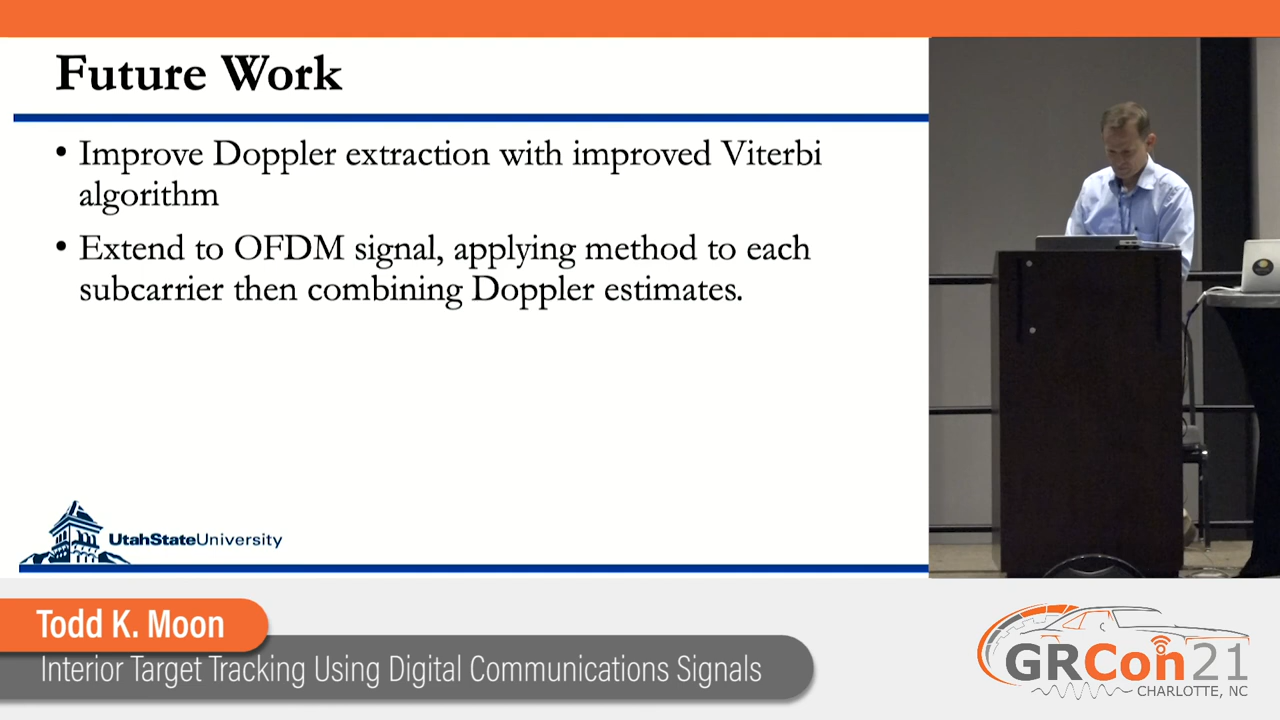 Future Work
• Improve Doppler extraction with improved Viterbi
algorithm
• Extend to OFDM signal, applying method to each
subcarrier then combining Doppler estimates.
UtahStateUniversity
Todd K. Moon
Interior Target Tracking Using Digital Communications Signals
GRCon21
CHARLOTTE, NC